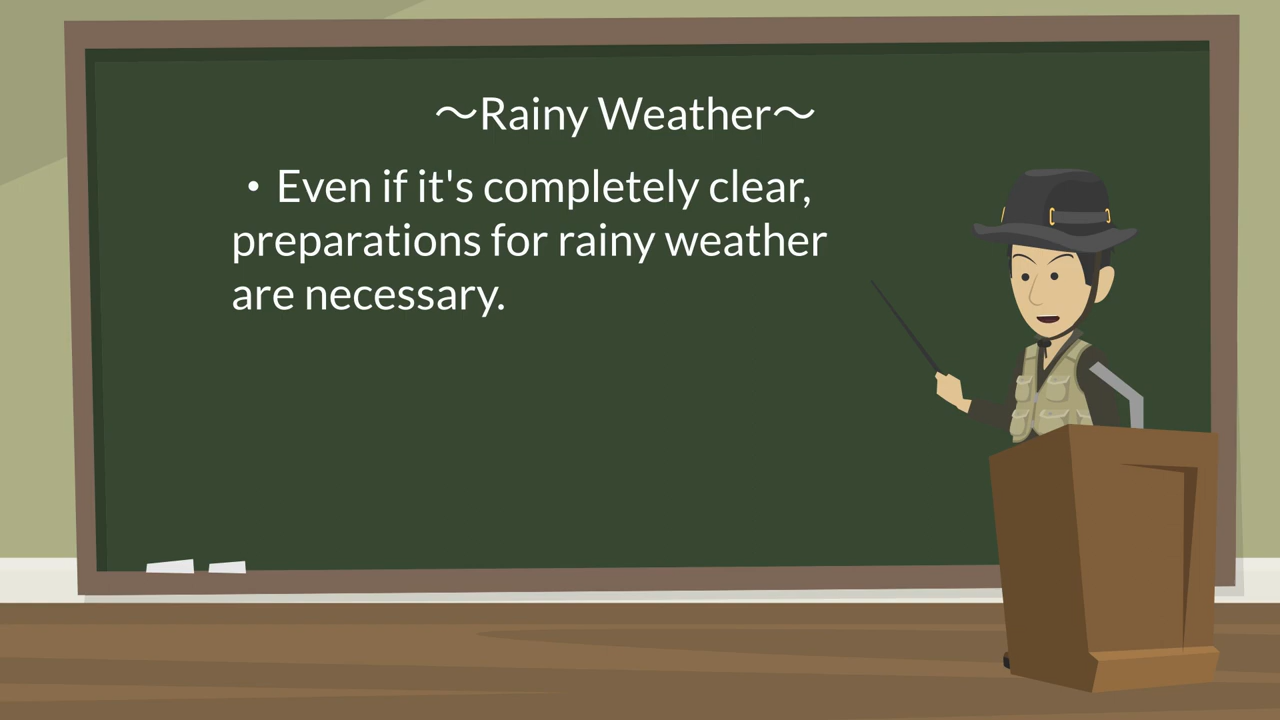 〜Rainy Weather〜
・Even if it's completely clear,
preparations for rainy weather
are necessary.